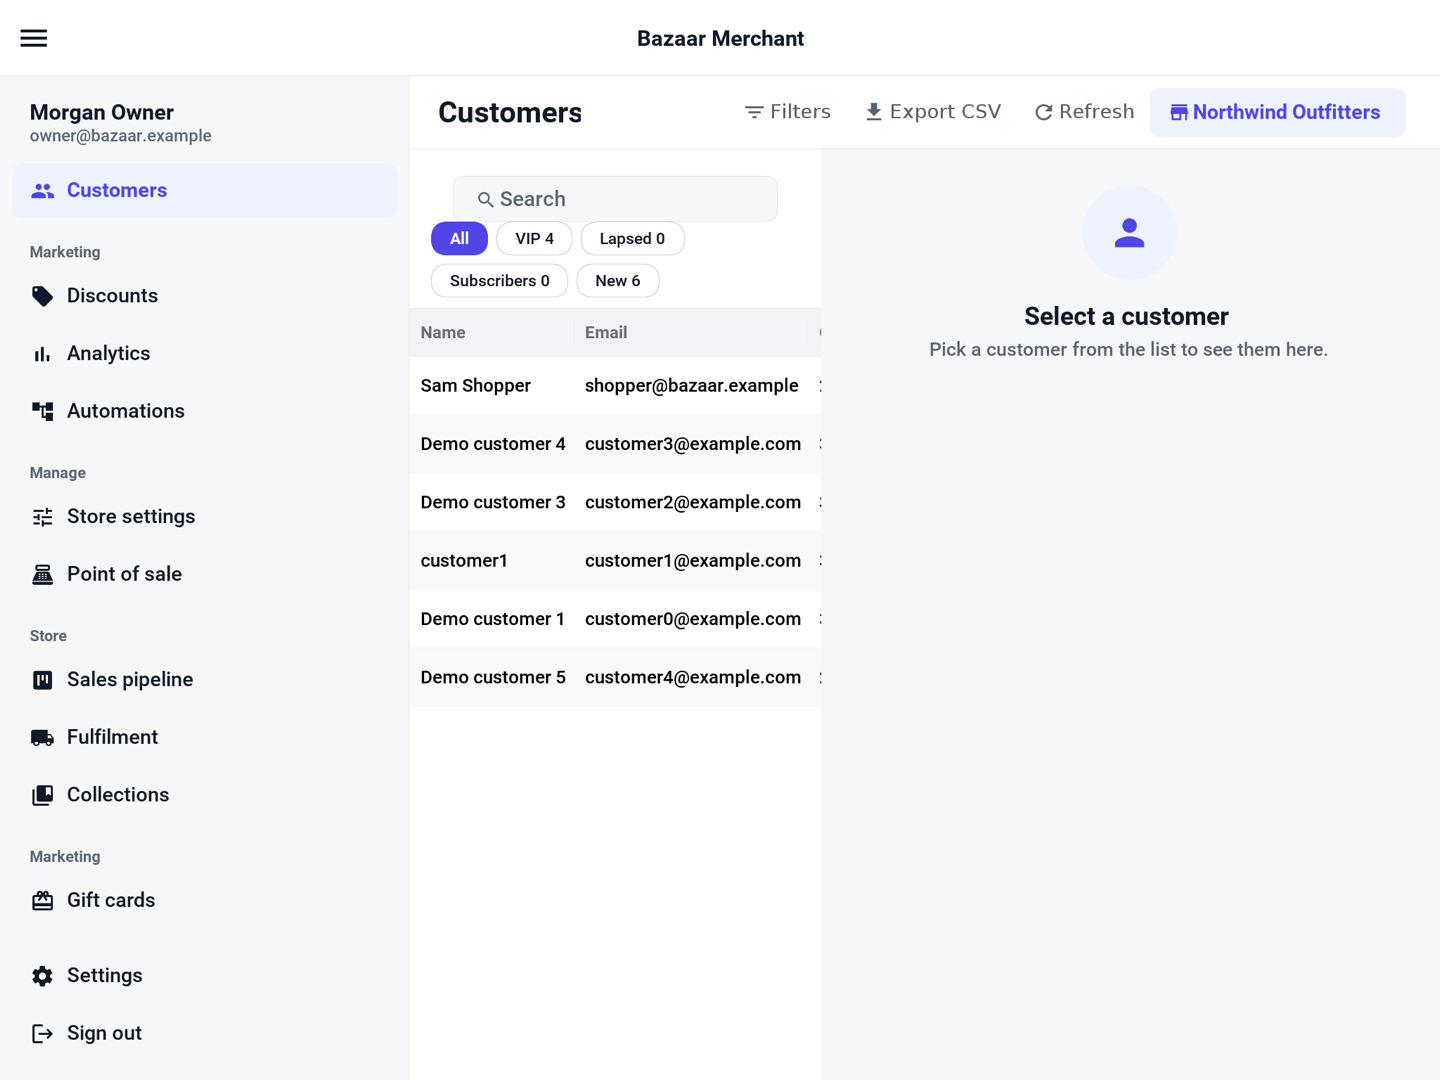 Bazaar Merchant
Morgan Owner
owner@bazaar.example
Customers
Marketing
Discounts
Analytics
Automations
Manage
Store settings
Point of sale
Store
Sales pipeline
Fulfilment
Collections
Marketing
Gift cards
Settings
Sign out
Customers
Filters
Export CSV
Refresh
Northwind Outfitters
Search
All
VIP 4
Lapsed 0
Subscribers 0
New 6
Name Email
Sam Shopper shopper@bazaar.example
Demo customer 4 customer3@example.com
Demo customer 3 customer2@example.com
customer1 customer1@example.com
Demo customer 1 customer0@example.com
Demo customer 5 customer4@example.com
Select a customer
Pick a customer from the list to see them here.